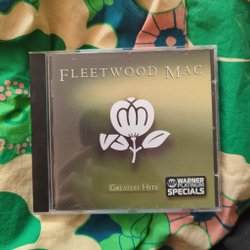 FLEETWOOD MAC
GREATEST HITS
WARNER
PLATINUM
SPECIALS